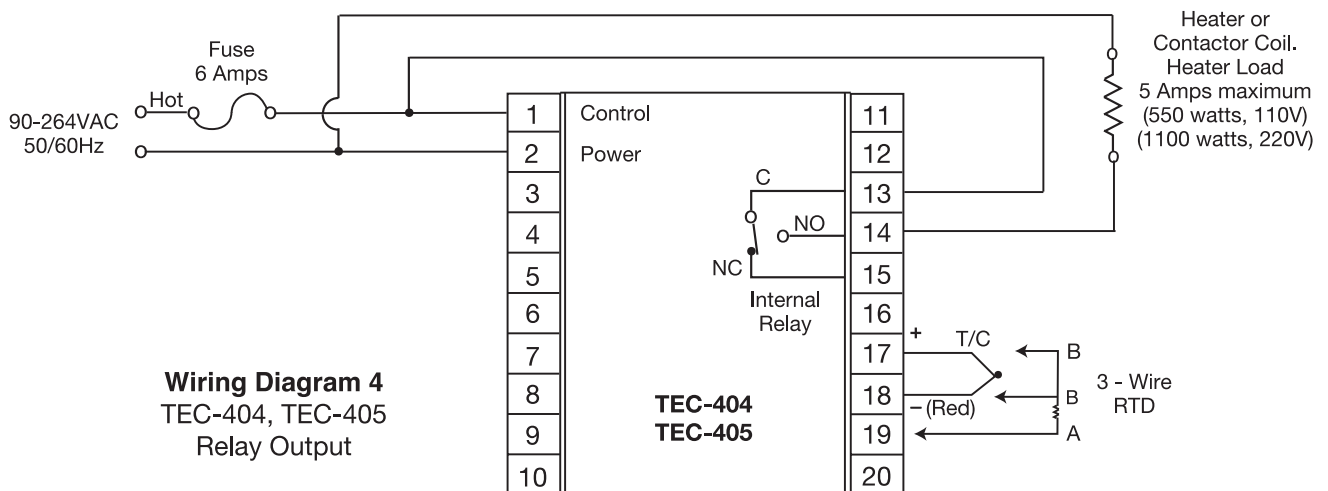 Fuse
6 Amps
Hot
90-264VAC
50/60Hz
Heater or
Contactor Coil.
Heater Load
5 Amps maximum
(550 watts, 110V)
(1100 watts, 220V)
1 Control
2 Power
3
4
5
6
7
8
9
10
11
12
13
14
15
16
17
18
19
20
C
NO
NC
Internal
Relay
+
T/C
– (Red)
B
B
A
3 - Wire
RTD
TEC-404
TEC-405
Wiring Diagram 4
TEC-404, TEC-405
Relay Output